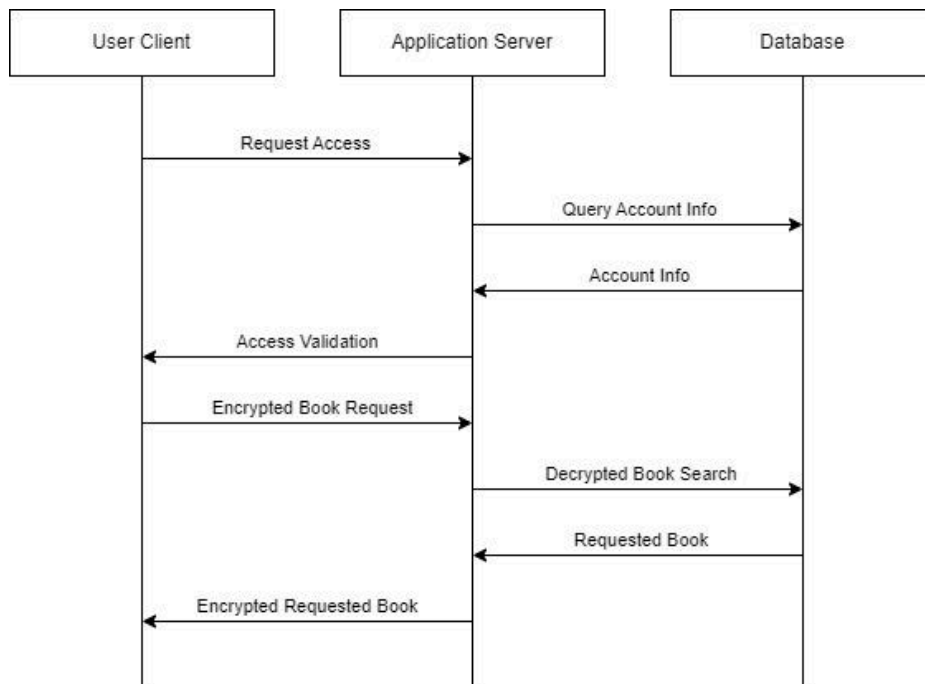 User Client
Application Server
Database
Request Access
Query Account Info
Account Info
Access Validation
Encrypted Book Request
Decrypted Book Search
Requested Book
Encrypted Requested Book